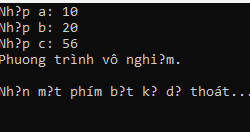 Nh?p a: 10
Nh?p b: 20
Nh?p c: 56
Phuong trình vô nghi?m.
Nh?n m?t phím b?t k? d? thoát...